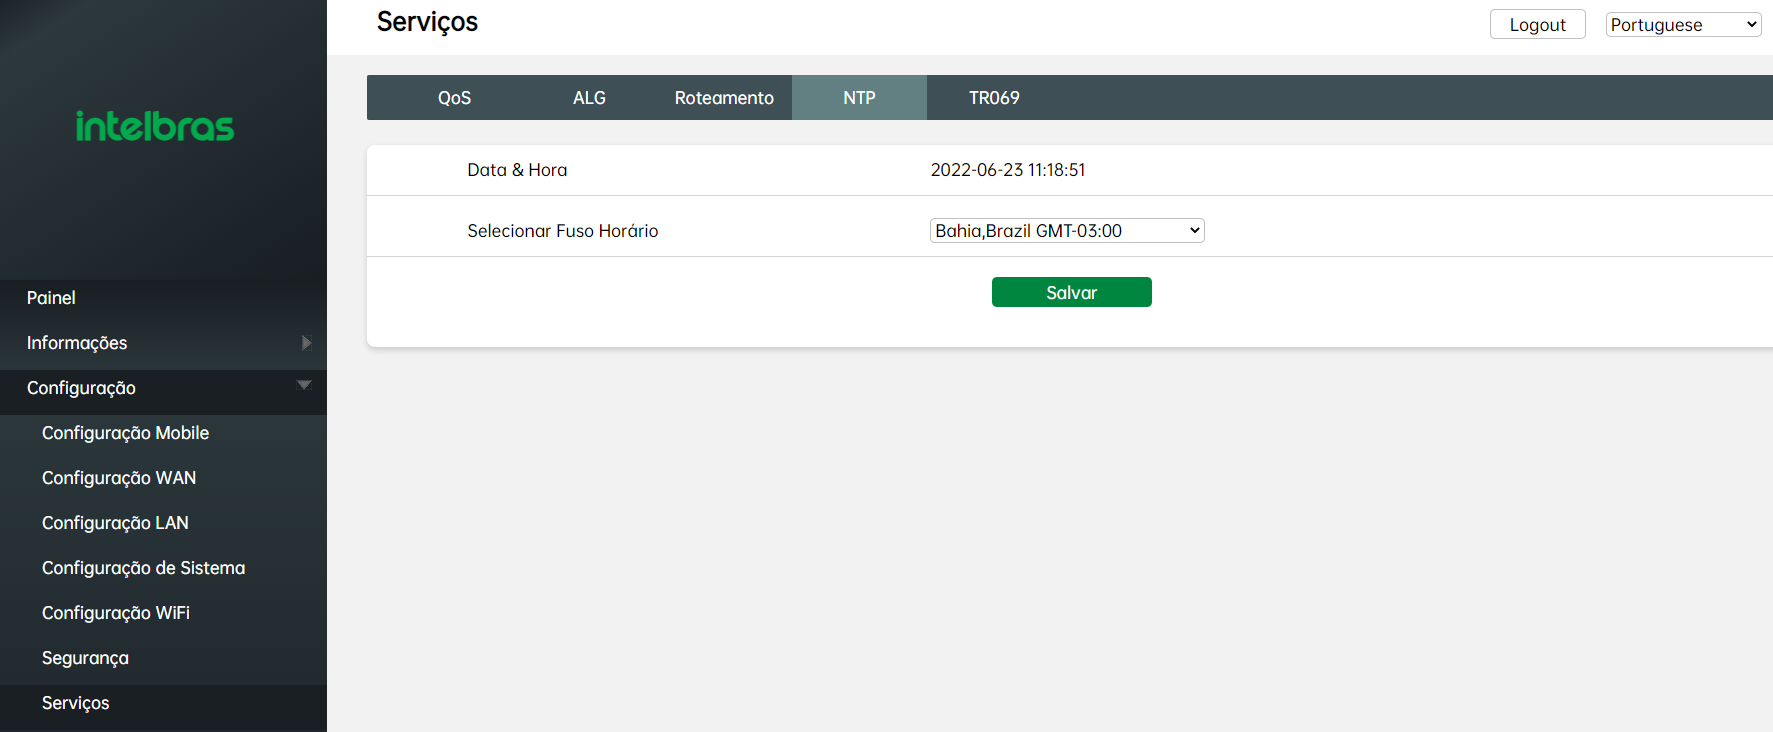 intelbras
Painel
Informações
Configuração
Configuração Mobile
Configuração WAN
Configuração LAN
Configuração de Sistema
Configuração WiFi
Segurança
Serviços
Serviços
Logout
Portuguese
QoS ALG Roteamento NTP TR069
Data & Hora 2022-06-23 11:18:51
Selecionar Fuso Horário Bahia,Brazil GMT-03:00
Salvar